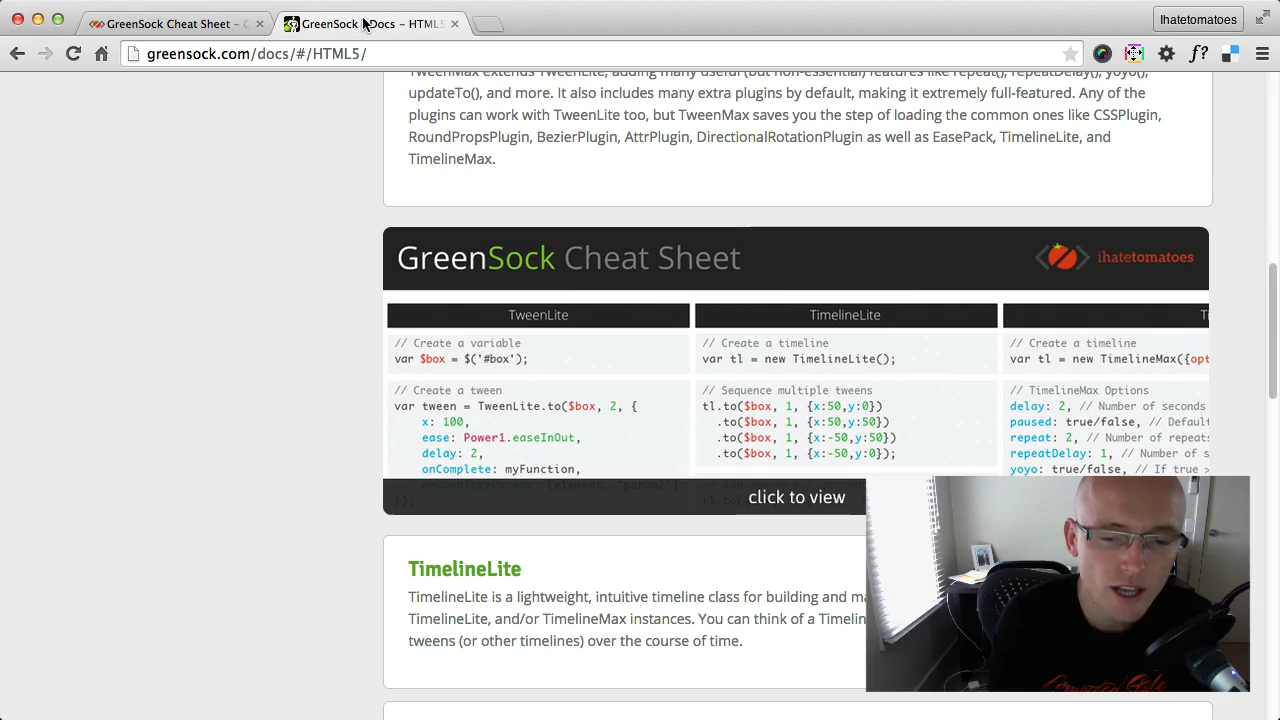 GreenSock Cheat Sheet –
GreenSock Docs – HTML5
Ihatetomatoes
greensock.com/docs/#/HTML5/
f?
TweenMax extends TweenLite, adding many useful (but non-essential) features like repeat(), repeatDelay(), yoyo(),
updateTo(), and more. It also includes many extra plugins by default, making it extremely full-featured. Any of the
plugins can work with TweenLite too, but TweenMax saves you the step of loading the common ones like CSSPlugin,
RoundPropsPlugin, BezierPlugin, AttrPlugin, DirectionalRotationPlugin as well as EasePack, TimelineLite, and
TimelineMax.
GreenSock Cheat Sheet
ihatetomatoes
TweenLite
TimelineLite
// Create a variable
var $box = $('#box');
// Create a timeline
var tl = new TimelineLite();
// Create a timeline
var tl = new TimelineMax({opt
// Create a tween
var tween = TweenLite.to($box, 2, {
x: 100,
ease: Power1.easeInOut,
delay: 2,
onComplete: myFunction,
onCompleteParams: [element, 'param2']
});
// Sequence multiple tweens
tl.to($box, 1, {x:50,y:0})
.to($box, 1, {x:50,y:50})
.to($box, 1, {x:-50,y:50})
.to($box, 1, {x:-50,y:0});
// TimelineMax Options
delay: 2, // Number of seconds
paused: true/false, // Defaul
repeat: 2, // Number of repeats
repeatDelay: 1, // Number of s
yoyo: true/false, // If true >
click to view
TimelineLite
TimelineLite is a lightweight, intuitive timeline class for building and ma
TimelineLite, and/or TimelineMax instances. You can think of a Timelin
tweens (or other timelines) over the course of time.